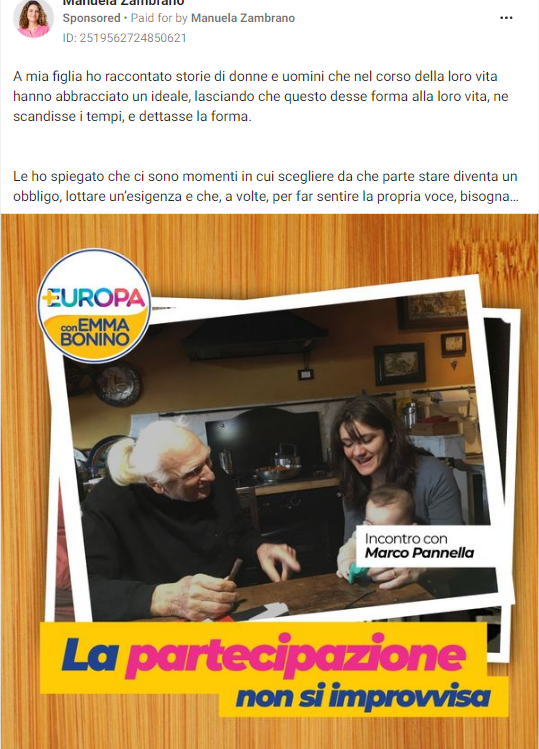 Manuela Zambrano
Sponsored • Paid for by Manuela Zambrano
ID: 2519562724850621
A mia figlia ho raccontato storie di donne e uomini che nel corso della loro vita
hanno abbracciato un ideale, lasciando che questo desse forma alla loro vita, ne
scandisse i tempi, e dettasse la forma.
Le ho spiegato che ci sono momenti in cui scegliere da che parte stare diventa un
obbligo, lottare un'esigenza e che, a volte, per far sentire la propria voce, bisogna...
+EUROPA
con EMMA
BONINO
Incontro con
Marco Pannella
La partecipazione
non si improvvisa